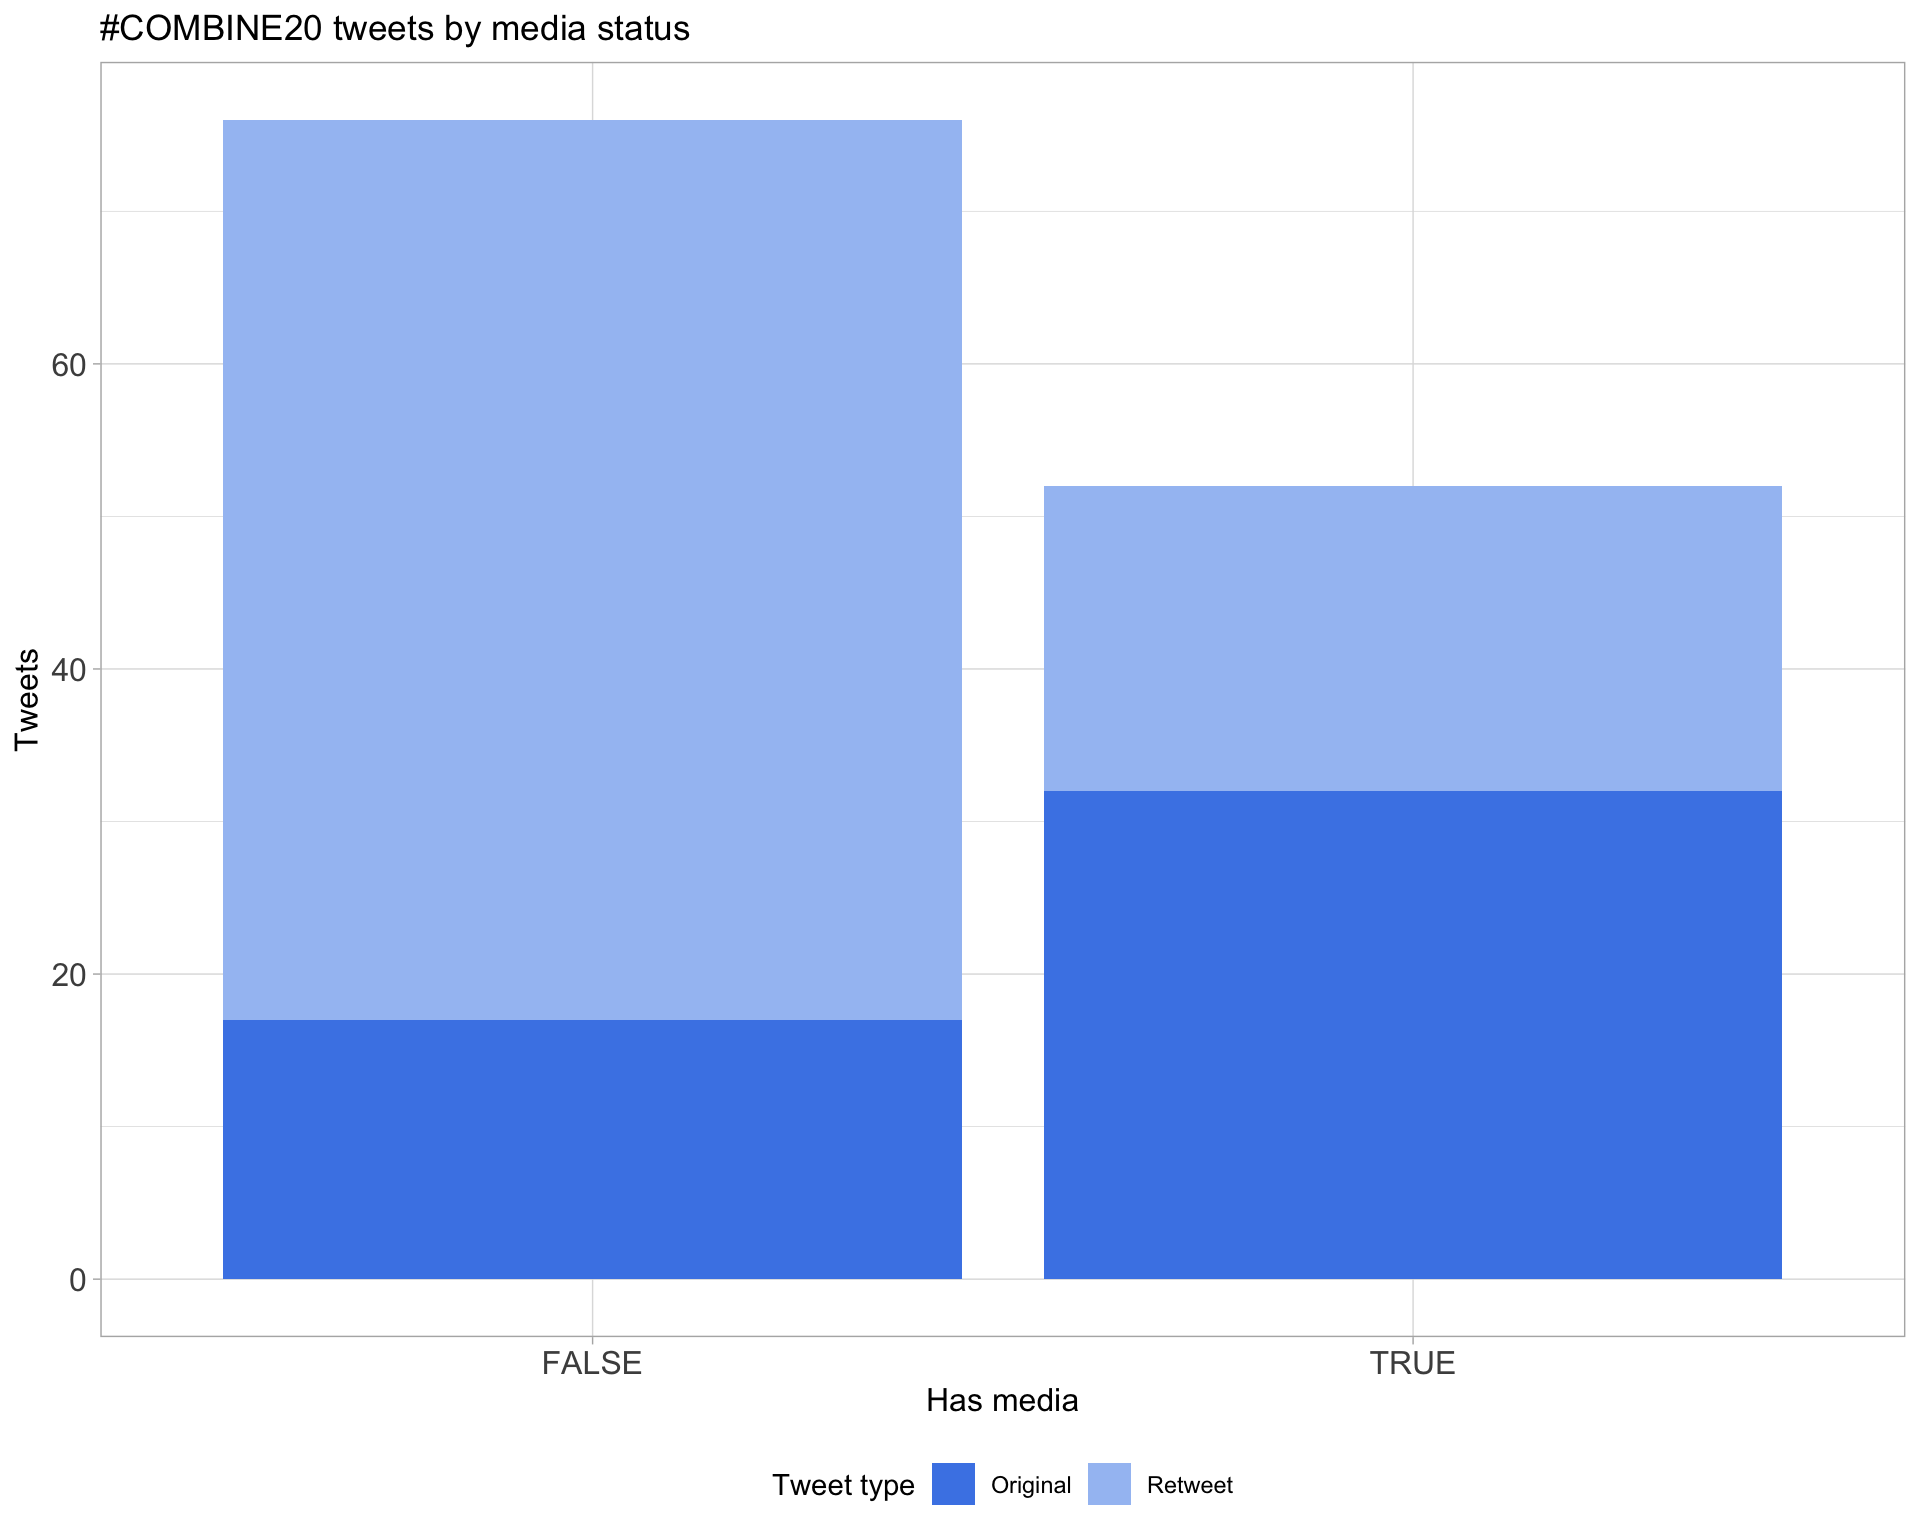 #COMBINE20 tweets by media status
Tweets
60
40
20
0
FALSE TRUE
Has media
Tweet type Original Retweet